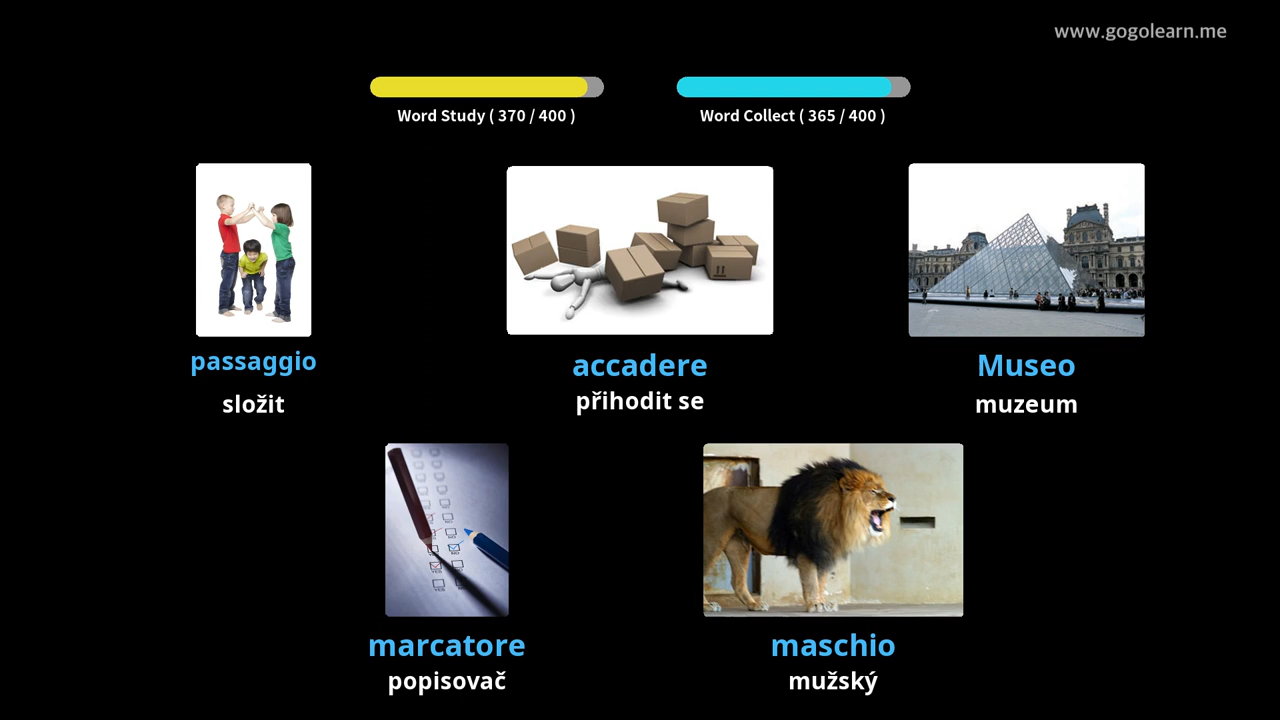 www.gogolearn.me
Word Study ( 370 / 400 )
Word Collect ( 365 / 400 )
passaggio
složit
accadere
přihodit se
Museo
muzeum
marcatore
popisovač
maschio
mužský